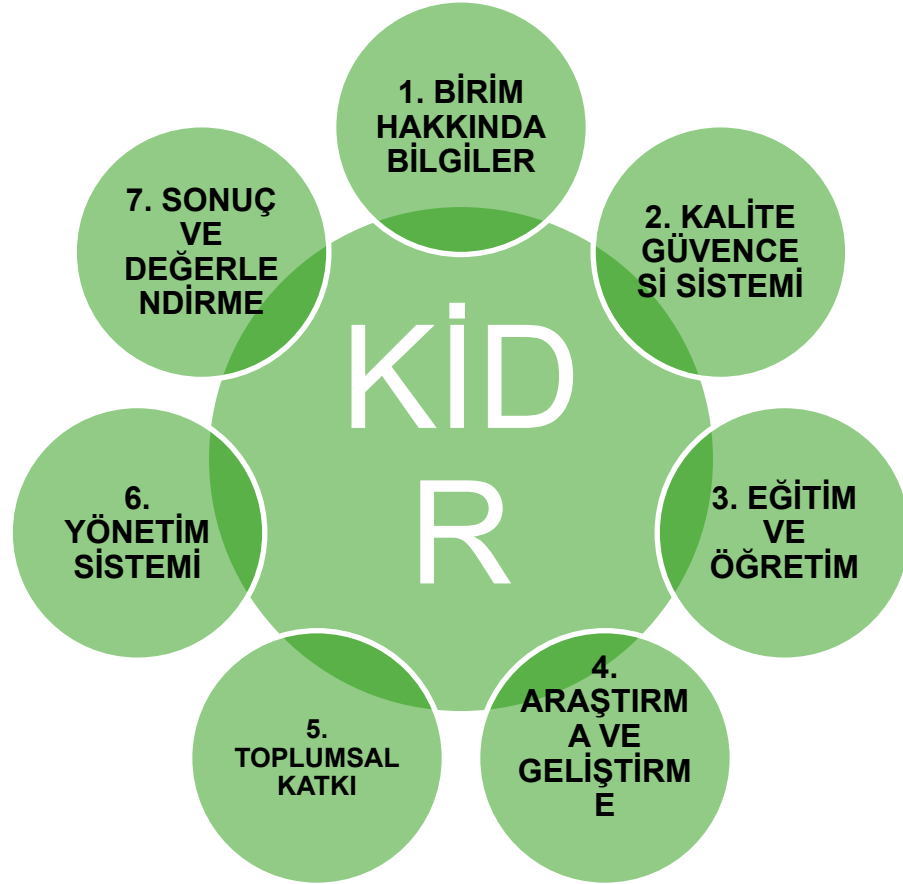 1. BİRİM
HAKKINDA
BİLGİLER
2. KALİTE
GÜVENCE
Sİ SİSTEMİ
3. EĞİTİM
VE
ÖĞRETİM
4.
ARAŞTIRM
A VE
GELİŞTİRM
E
5.
TOPLUMSAL
KATKI
6.
YÖNETİM
SİSTEMİ
7. SONUÇ
VE
DEĞERLE
NDİRME
KİD
R